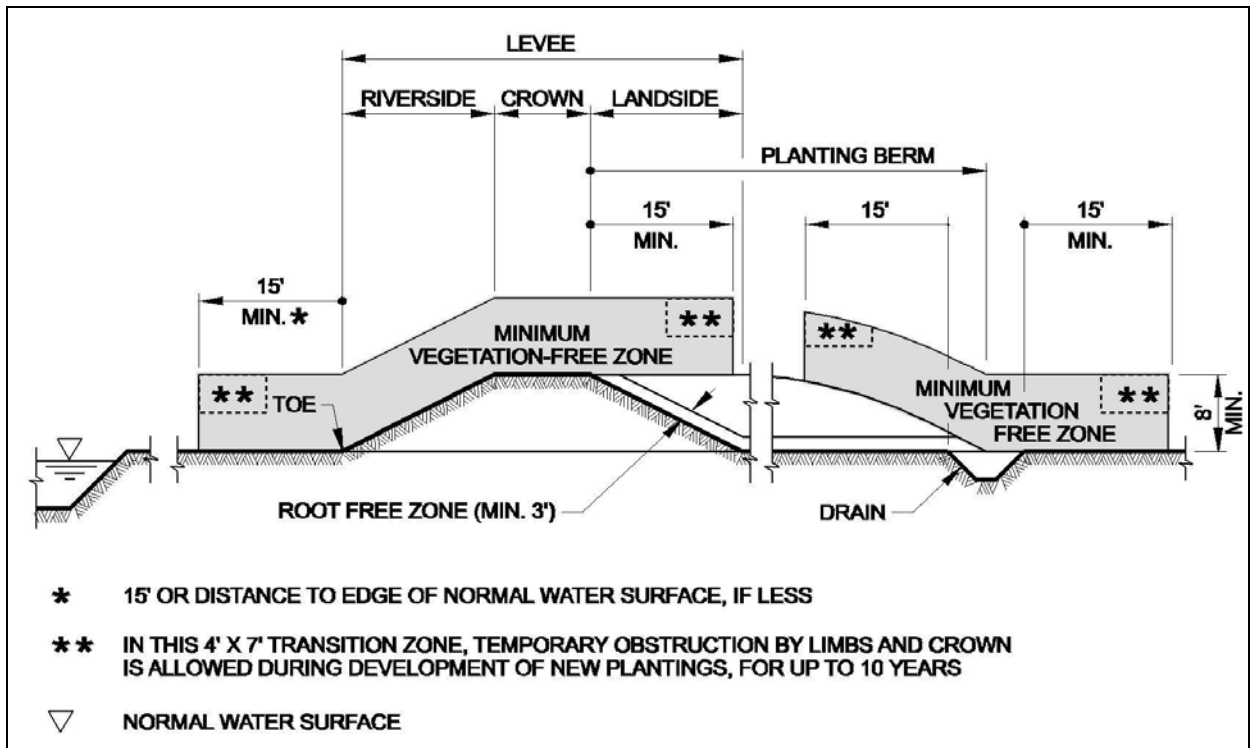 LEVEE
RIVERSIDE CROWN LANDSIDE
PLANTING BERM
15' MIN.
15'
15' MIN.
15' MIN. *
**
**
**
**
MINIMUM
VEGETATION-FREE ZONE
MINIMUM
VEGETATION
FREE ZONE
8' MIN.
TOE
ROOT FREE ZONE (MIN. 3')
DRAIN
* 15' OR DISTANCE TO EDGE OF NORMAL WATER SURFACE, IF LESS
** IN THIS 4' X 7' TRANSITION ZONE, TEMPORARY OBSTRUCTION BY LIMBS AND CROWN
IS ALLOWED DURING DEVELOPMENT OF NEW PLANTINGS, FOR UP TO 10 YEARS
NORMAL WATER SURFACE